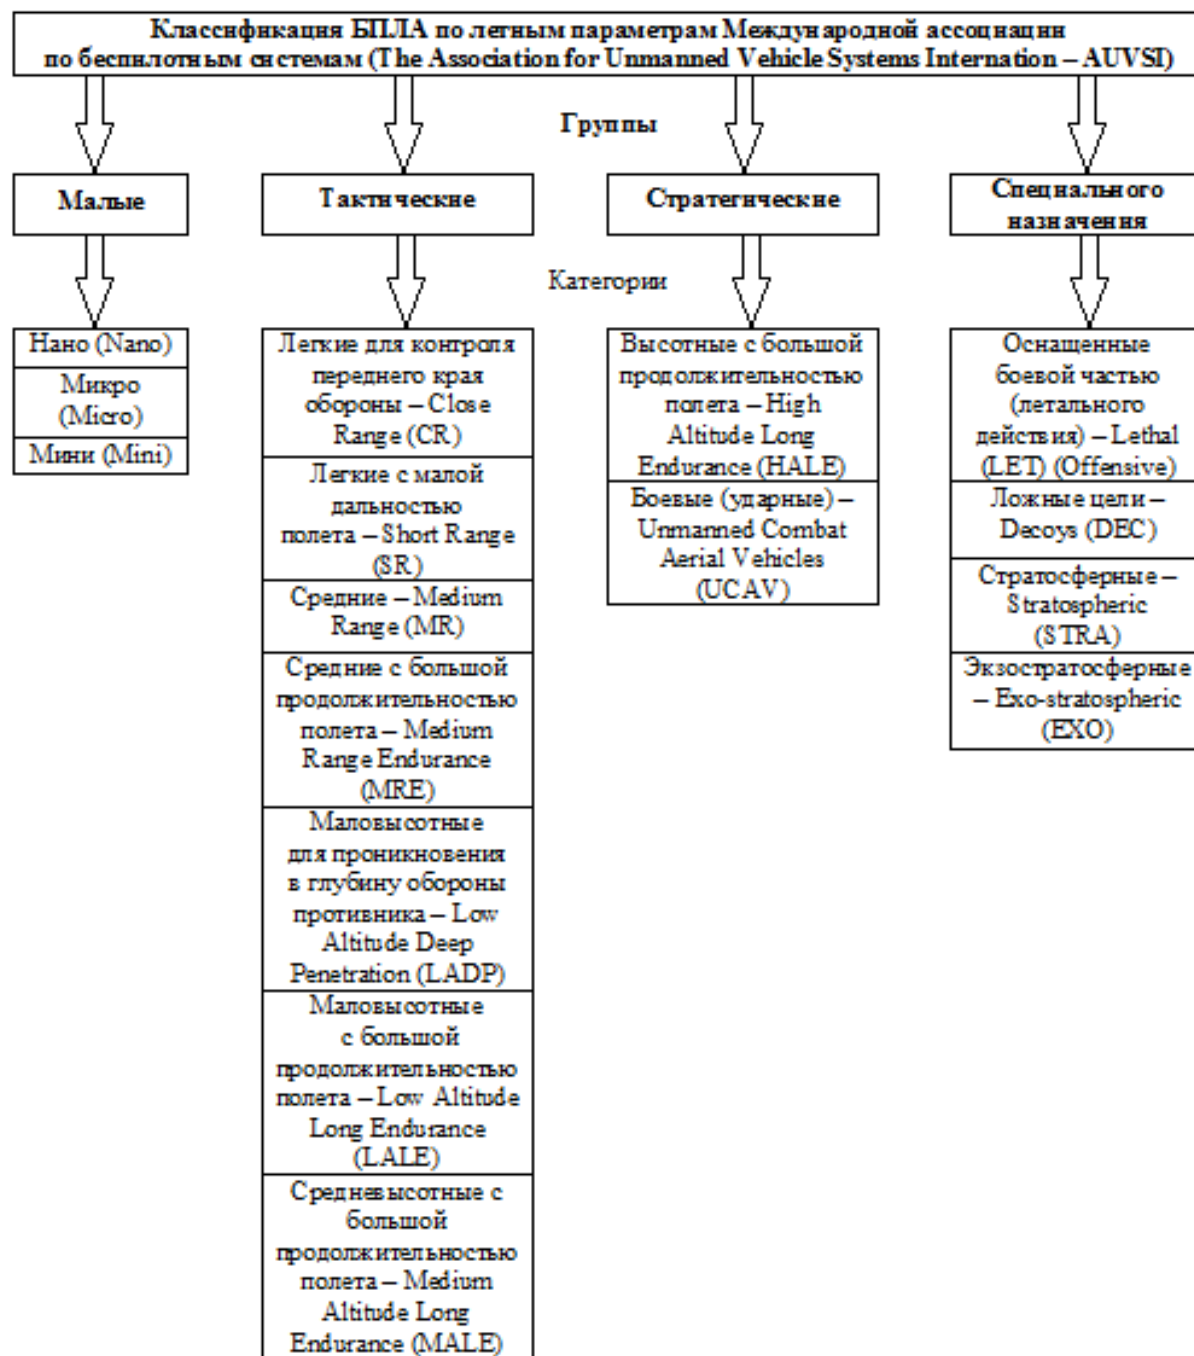 Классификация БПЛА по летным параметрам Международной ассоциации
по беспилотным системам (The Association for Unmanned Vehicle Systems Internation – AUVSI)
Группы
Малые
Тактические
Стратегические
Специального
назначения
Категории
Нано (Nano)
Микро
(Micro)
Мини (Mini)
Легкие для контроля
переднего края
обороны – Close
Range (CR)
Легкие с малой
дальностью
полета – Short Range
(SR)
Средние – Medium
Range (MR)
Средние с большой
продолжительностью
полета – Medium
Range Endurance
(MRE)
Маловысотные
для проникновения
в глубину обороны
противника – Low
Altitude Deep
Penetration (LADP)
Маловысотные
с большой
продолжительностью
полета – Low Altitude
Long Endurance
(LALE)
Средневысотные с
большой
продолжительностью
полета – Medium
Altitude Long
Endurance (MALE)
Высотные с большой
продолжительностью
полета – High
Altitude Long
Endurance (HALE)
Боевые (ударные) –
Unmanned Combat
Aerial Vehicles
(UCAV)
Оснащенные
боевой частью
(летального
действия) – Lethal
(LET) (Offensive)
Ложные цели –
Decoys (DEC)
Стратосферные –
Stratospheric
(STRA)
Экзостратосферные
– Exo-stratospheric
(EXO)